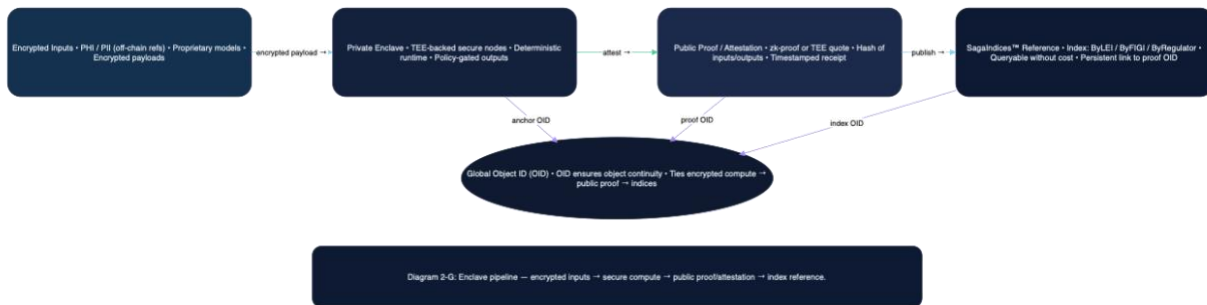 Encrypted Inputs • PHI / PII (off-chain refs) • Proprietary models •
Encrypted payloads
encrypted payload →
Private Enclave • TEE-backed secure nodes • Deterministic
runtime • Policy-gated outputs
attest →
Public Proof / Attestation • zk-proof or TEE quote • Hash of
inputs/outputs • Timestamped receipt
publish →
SagaIndices™ Reference • Index: ByLEI / ByFIGI / ByRegulator •
Queryable without cost • Persistent link to proof OID
anchor OID
proof OID
index OID
Global Object ID (OID) • OID ensures object continuity • Ties encrypted compute →
public proof → indices
Diagram 2-G: Enclave pipeline — encrypted inputs → secure compute → public proof/attestation → index reference.